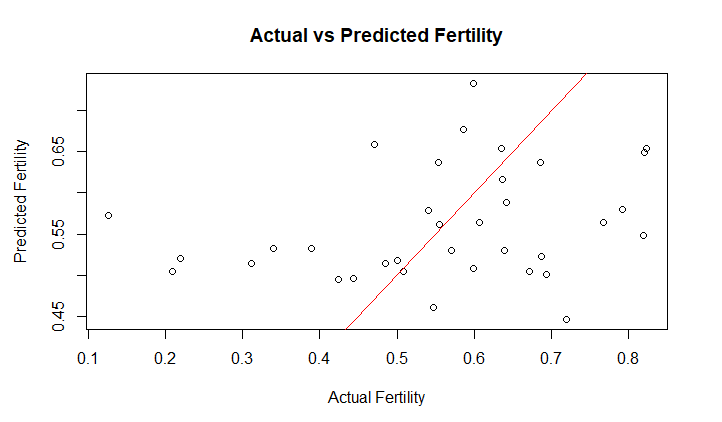 Actual vs Predicted Fertility
Predicted Fertility
0.65
0.55
0.45
0.1 0.2 0.3 0.4 0.5 0.6 0.7 0.8
Actual Fertility